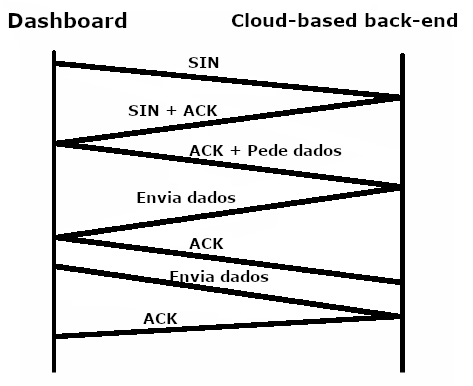 Dashboard
Cloud-based back-end
SIN
SIN + ACK
ACK + Pede dados
Envia dados
ACK
Envia dados
ACK